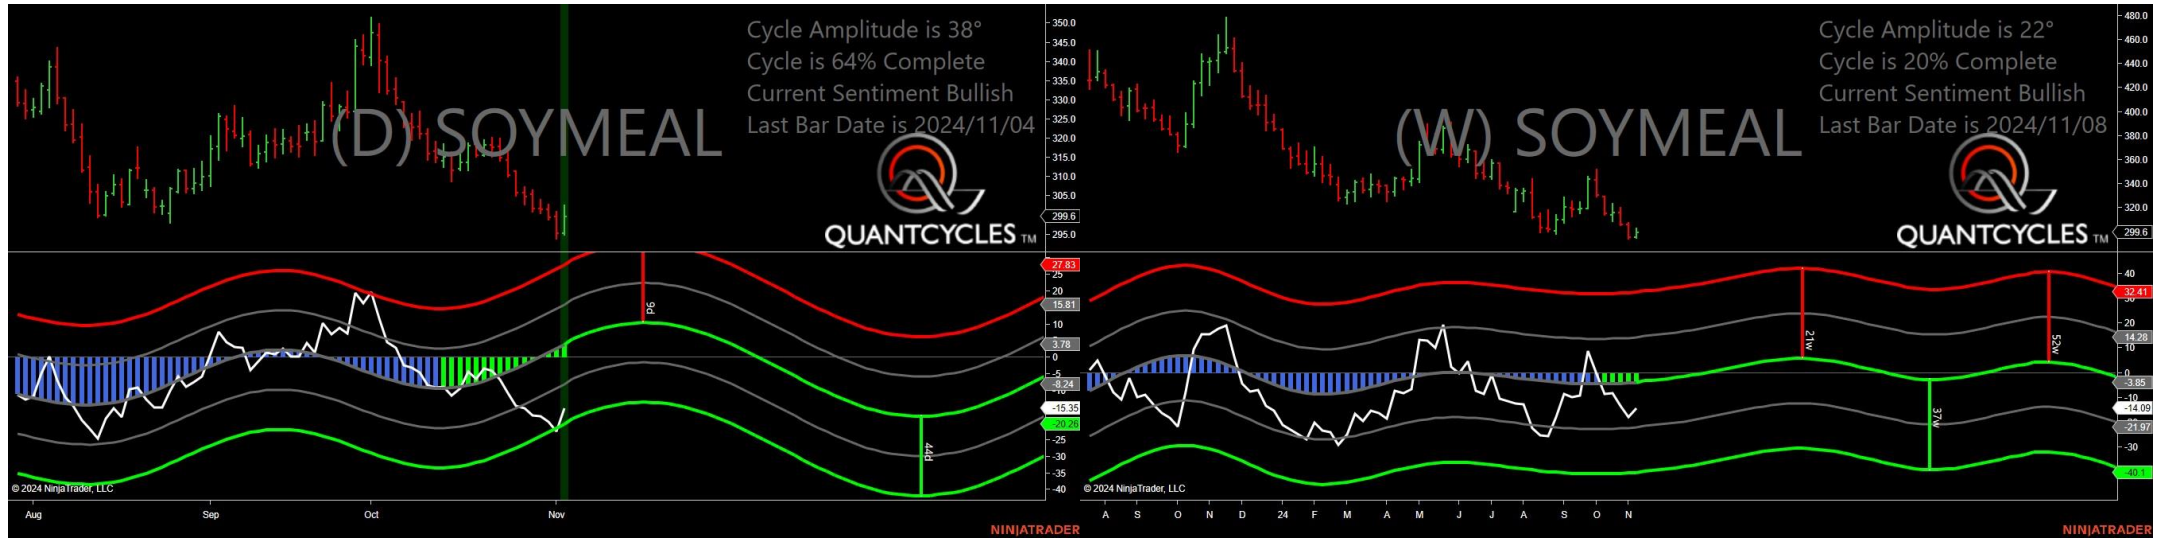 Cycle Amplitude is 38°
Cycle is 64% Complete
Current Sentiment Bullish
Last Bar Date is 2024/11/04
(D) SOYMEAL
QUANTCYCLES TM
350.0
345.0
340.0
335.0
330.0
325.0
320.0
315.0
310.0
305.0
299.6
295.0
27.83
25
20
15.81
10
3.78
0
-5
-8.24
-15.35
-20.26
-25
-30
-35
-40
9d
44d
© 2024 NinjaTrader, LLC
Aug
Sep
Oct
Nov
NINJATRADER
Cycle Amplitude is 22°
Cycle is 20% Complete
Current Sentiment Bullish
Last Bar Date is 2024/11/08
(W) SOYMEAL
QUANTCYCLES TM
480.0
460.0
440.0
420.0
400.0
380.0
360.0
340.0
320.0
299.6
40
32.41
20
14.28
10
0
-3.85
-10
-14.09
-21.97
-30
-40.1
21w
52w
37w
© 2024 NinjaTrader, LLC
A S O N D 24 F M A M J J A S O N
NINJATRADER